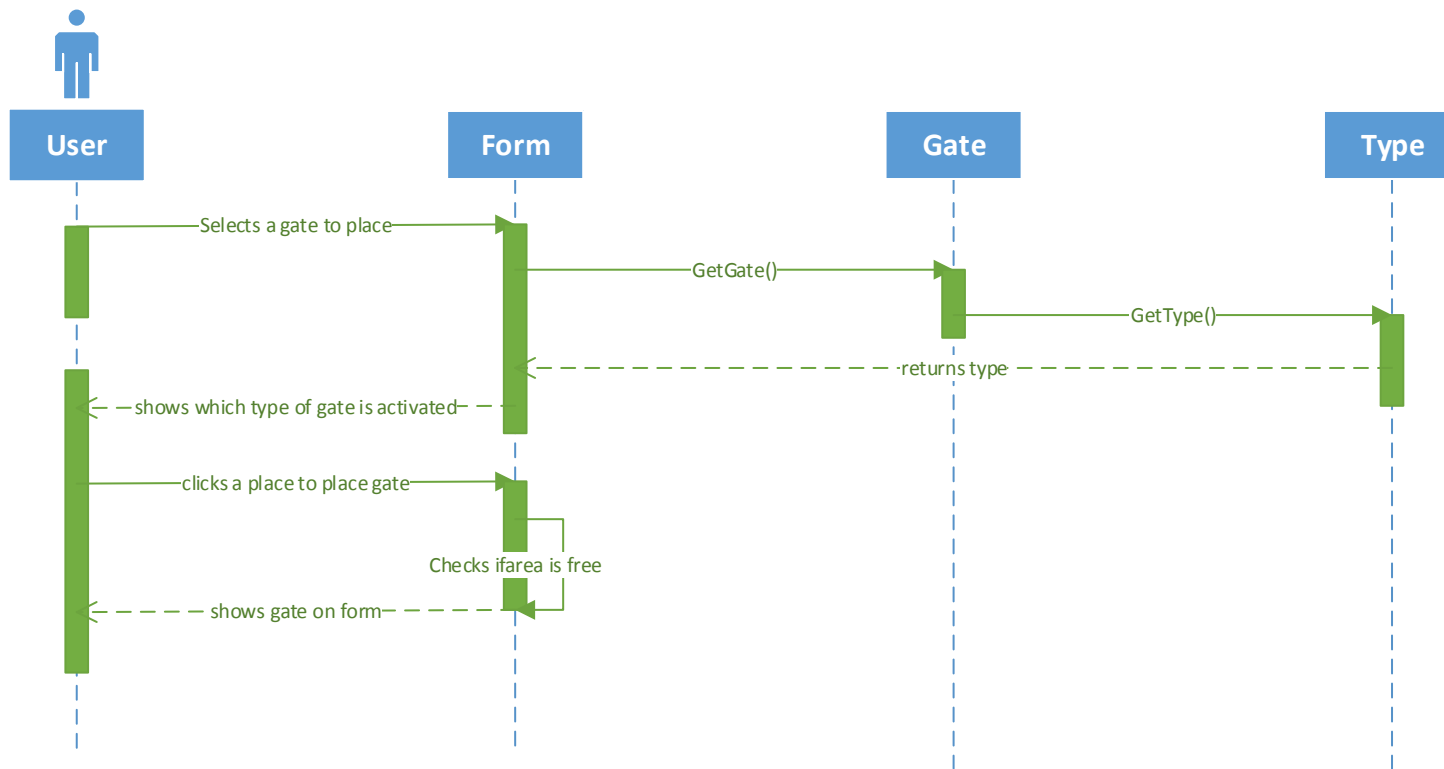 User
Form
Gate
Type
Selects a gate to place
GetGate()
GetType()
returns type
shows which type of gate is activated
clicks a place to place gate
Checks ifarea is free
shows gate on form